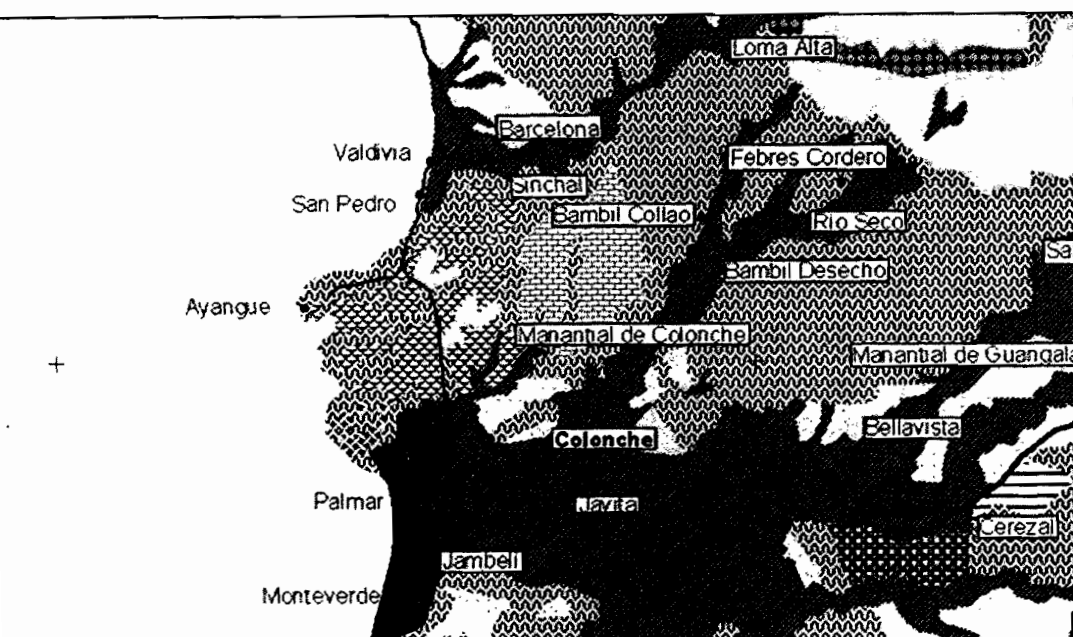 Loma Alta
Barcelona
Valdivia
Febres Cordero
Sinchal
San Pedro
Bambil Collao
Rio Seco
Sa
Bambil Desecho
Ayangue
Manantial de Colonche
Manantial de Guangala
Bellavista
Colonche
Palmar
Javita
Cerezal
Jambeli
Monteverde